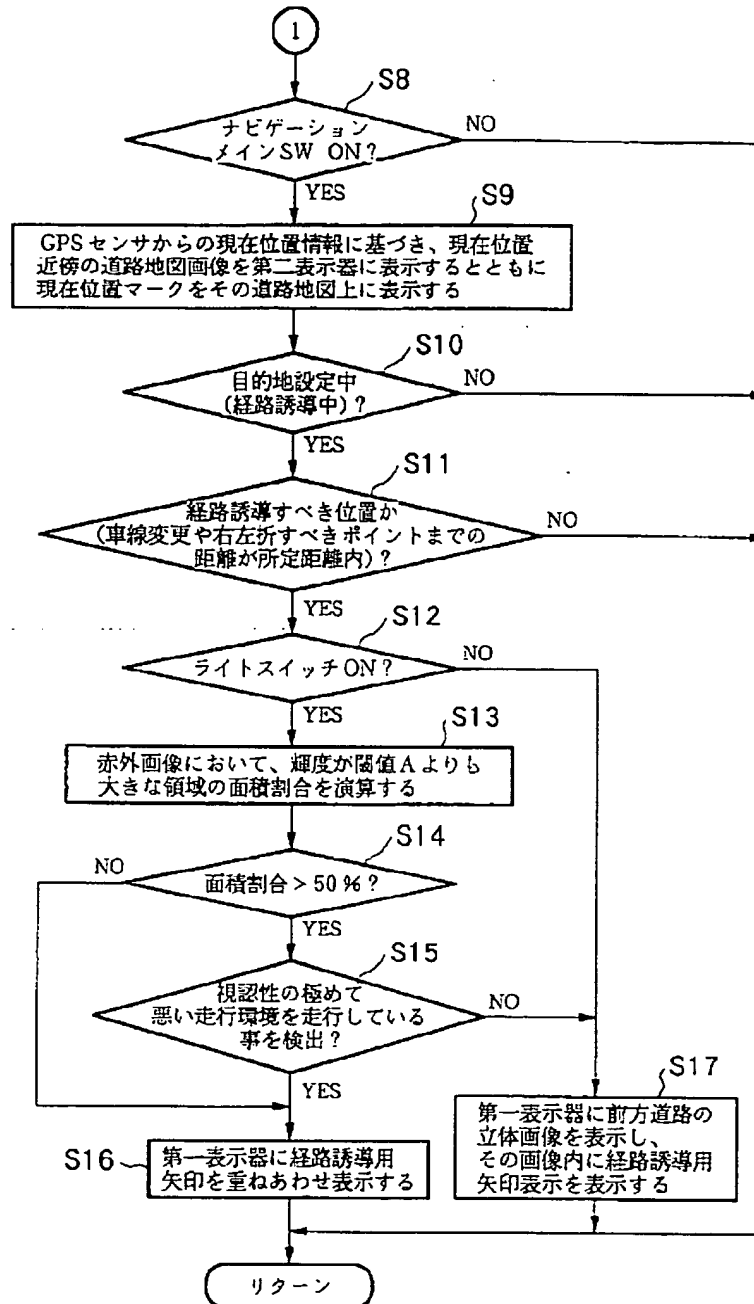 1
S8
ナビゲーション
メインSW ON?
NO
YES
S9
GPSセンサからの現在位置情報に基づき、現在位置
近傍の道路地図画像を第二表示器に表示するとともに
現在位置マークをその道路地図上に表示する
S10
目的地設定中
(経路誘導中)?
NO
YES
S11
経路誘導すべき位置か
(車線変更や右左折すべきポイントまでの
距離が所定距離内)?
NO
YES
S12
ライトスイッチON?
NO
YES
S13
赤外画像において、輝度が閾値Aよりも
大きな領域の面積割合を演算する
S14
NO
面積割合>50%?
YES
S15
視認性の極めて
悪い走行環境を走行している
事を検出?
NO
YES
S17
第一表示器に前方道路の
立体画像を表示し、
その画像内に経路誘導用
矢印表示を表示する
S16
第一表示器に経路誘導用
矢印を重ねあわせ表示する
リターン